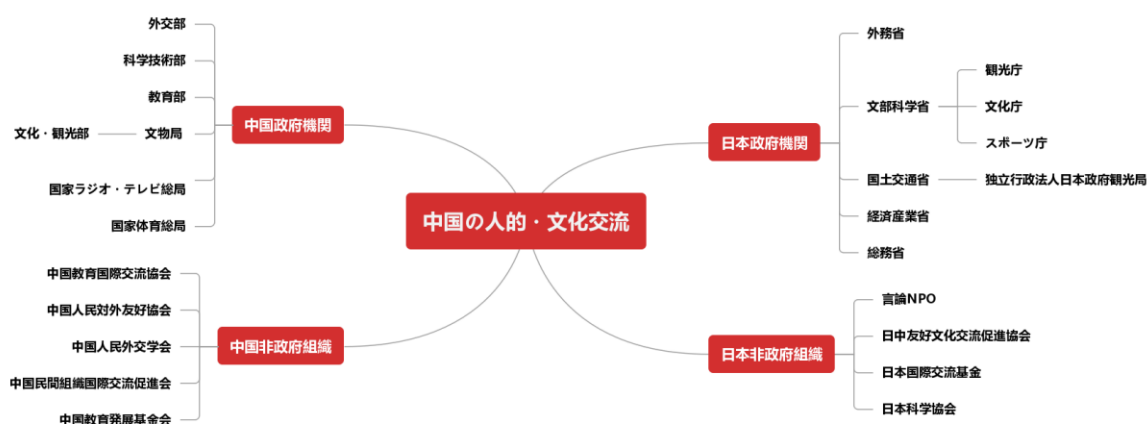 中国の人的・文化交流
中国政府機関
外交部
科学技術部
教育部
文物局
文化・観光部
国家ラジオ・テレビ総局
国家体育総局
中国非政府組織
中国教育国際交流協会
中国人民対外友好協会
中国人民外交学会
中国民間組織国際交流促進会
中国教育発展基金会
日本政府機関
外務省
文部科学省
観光庁
文化庁
スポーツ庁
国土交通省
独立行政法人日本政府観光局
経済産業省
総務省
日本非政府組織
言論NPO
日中友好文化交流促進協会
日本国際交流基金
日本科学協会